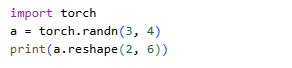 import torch
a = torch.randn(3, 4)
print(a.reshape(2, 6))